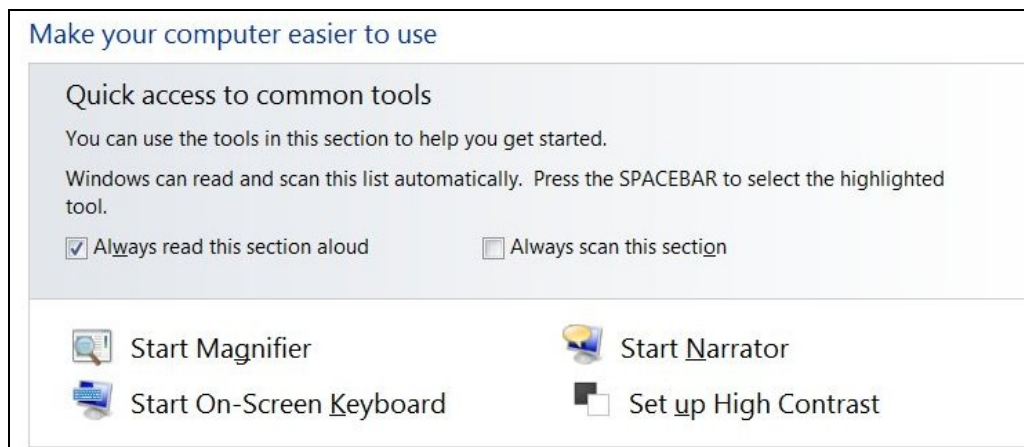 Make your computer easier to use
Quick access to common tools
You can use the tools in this section to help you get started.
Windows can read and scan this list automatically.  Press the SPACEBAR to select the highlighted
tool.
Always read this section aloud
Always scan this section
Start Magnifier
Start Narrator
Start On-Screen Keyboard
Set up High Contrast